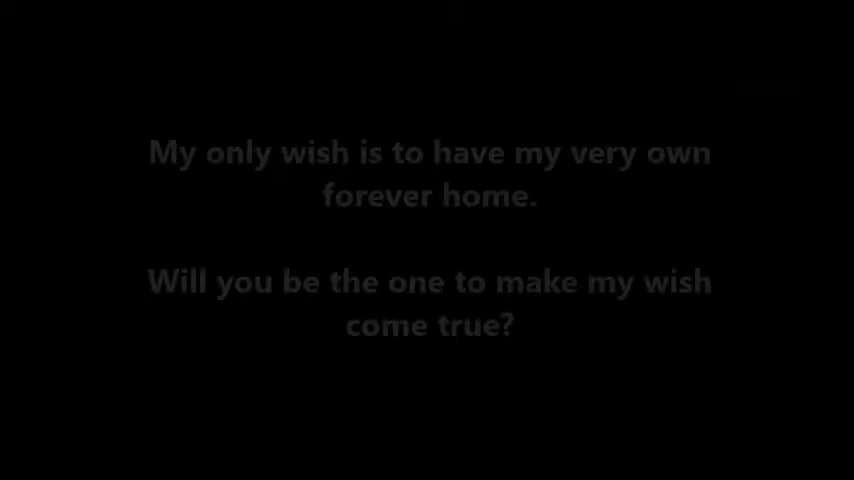 My only wish is to have my very own
forever home.
Will you be the one to make my wish
come true?